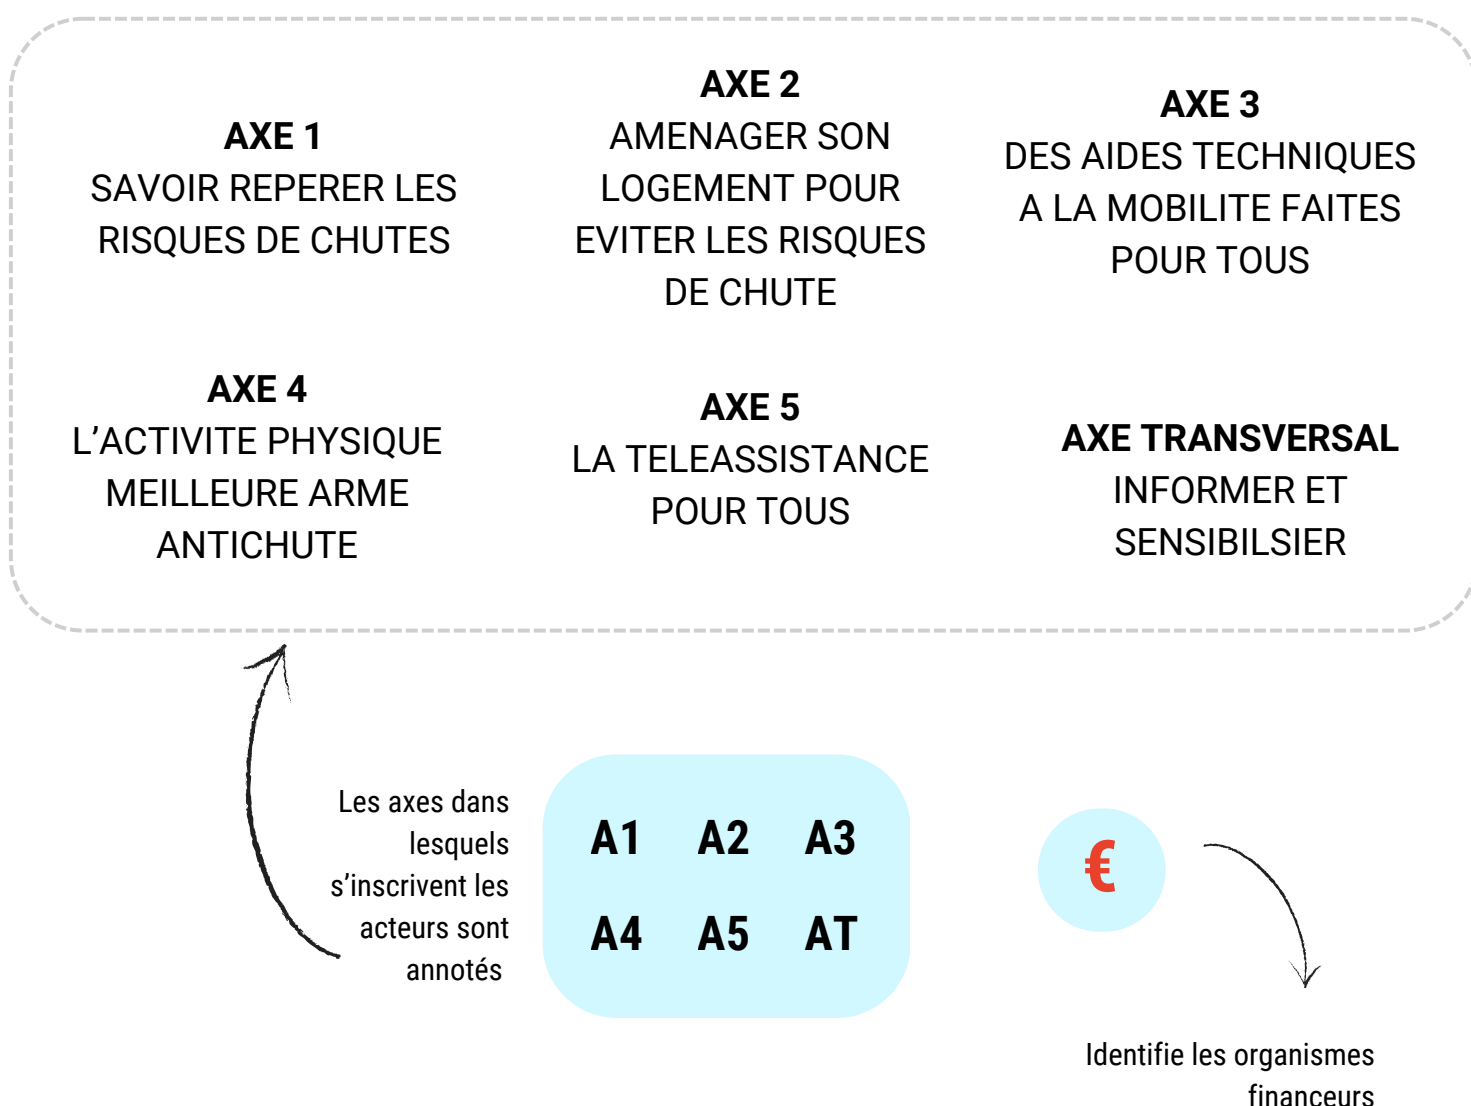 AXE 1
SAVOIR REPERER LES
RISQUES DE CHUTES
AXE 2
AMENAGER SON
LOGEMENT POUR
EVITER LES RISQUES
DE CHUTE
AXE 3
DES AIDES TECHNIQUES
A LA MOBILITE FAITES
POUR TOUS
AXE 4
L’ACTIVITE PHYSIQUE
MEILLEURE ARME
ANTICHUTE
AXE 5
LA TELEASSISTANCE
POUR TOUS
AXE TRANSVERSAL
INFORMER ET
SENSIBILSIER
Les axes dans
lesquels
s’inscrivent les
acteurs sont
annotés
A1 A2 A3
A4 A5 AT
€
Identifie les organismes
financeurs